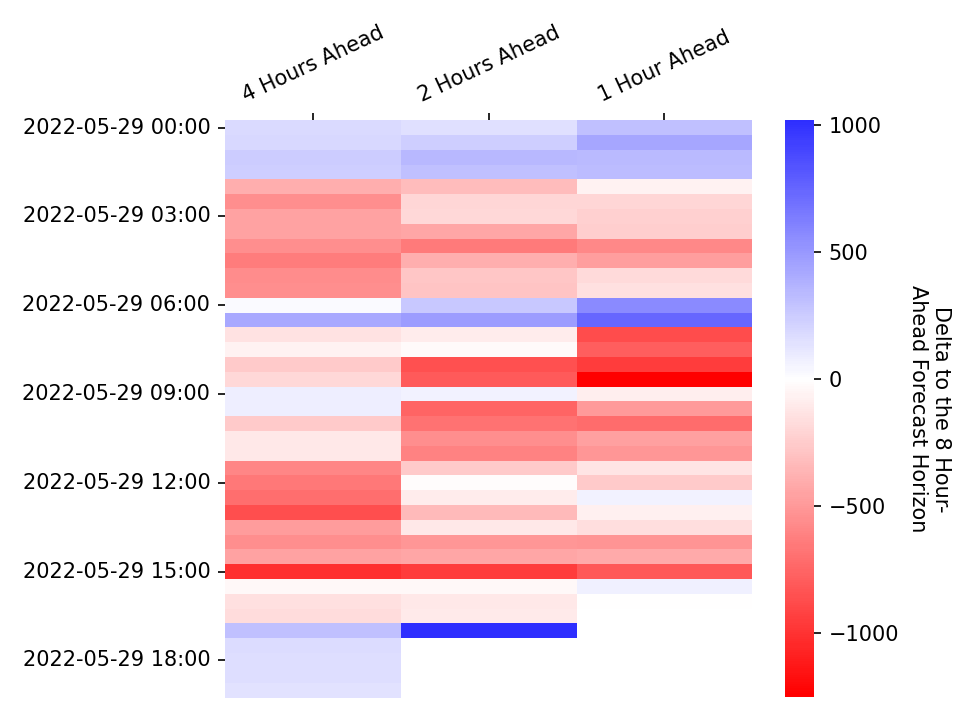 4 Hours Ahead
2 Hours Ahead
1 Hour Ahead
2022-05-29 00:00
2022-05-29 03:00
2022-05-29 06:00
2022-05-29 09:00
2022-05-29 12:00
2022-05-29 15:00
2022-05-29 18:00
1000
500
0
−500
−1000
Delta to the 8 Hour-
Ahead Forecast Horizon